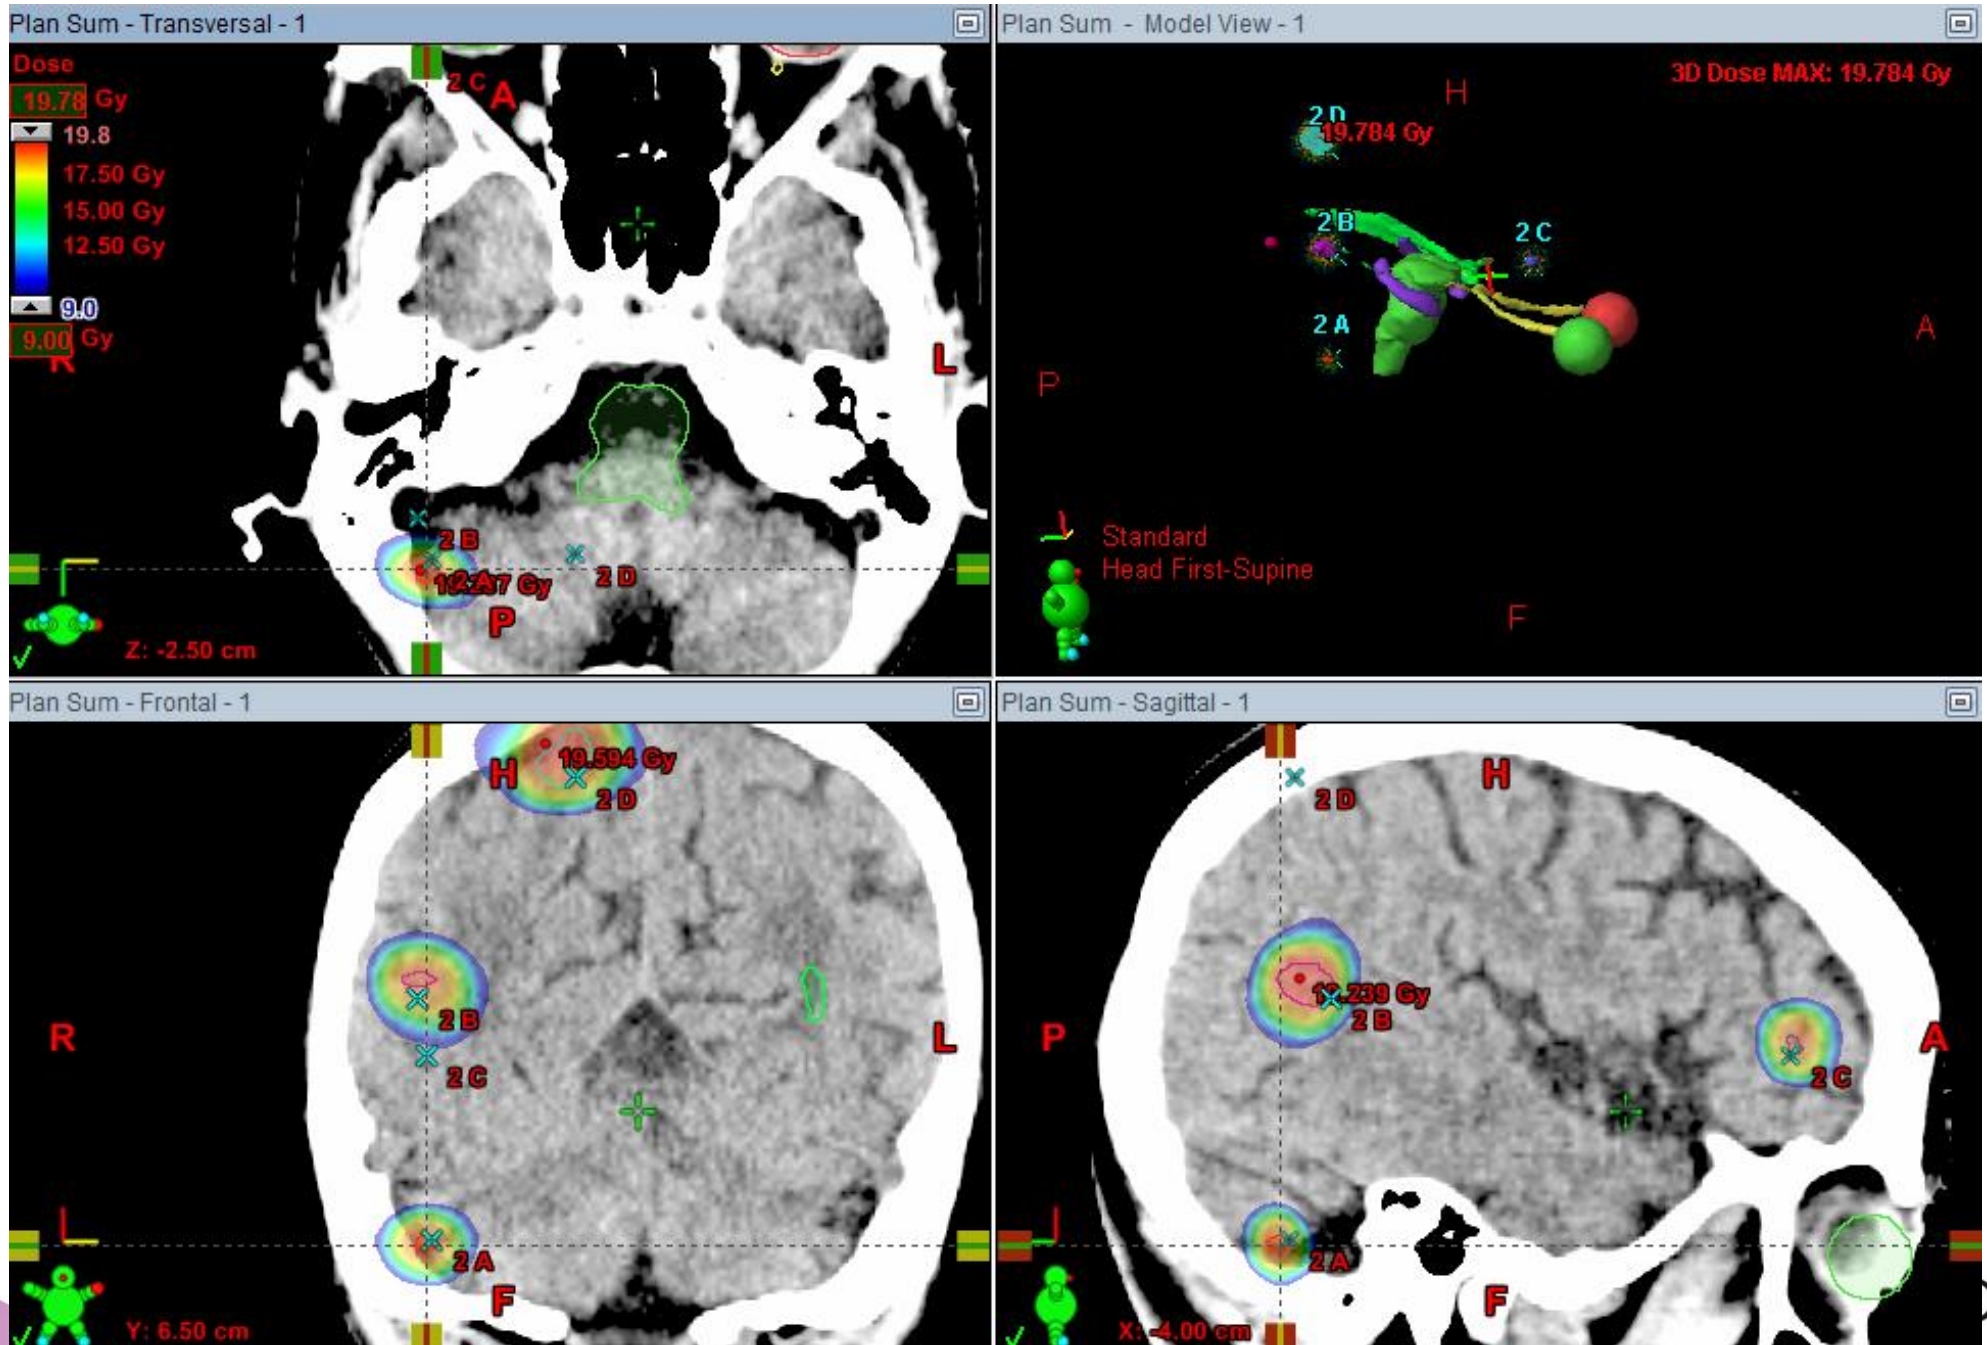 Plan Sum - Transversal - 1
Dose
19.78 Gy
19.8
17.50 Gy
15.00 Gy
12.50 Gy
9.0
9.00 Gy
2 C
A
R
L
2 B
2 A
2 D
P
Z: -2.50 cm
Plan Sum - Model View - 1
3D Dose MAX: 19.784 Gy
H
2 D
19.784 Gy
2 B
2 C
2 A
A
P
Standard
Head First-Supine
F
Plan Sum - Frontal - 1
H
19.594 Gy
2 D
R
L
2 B
2 C
2 A
F
Y: 6.50 cm
Plan Sum - Sagittal - 1
H
2 D
2 B
P
A
2 C
2 A
F
X: -4.00 cm